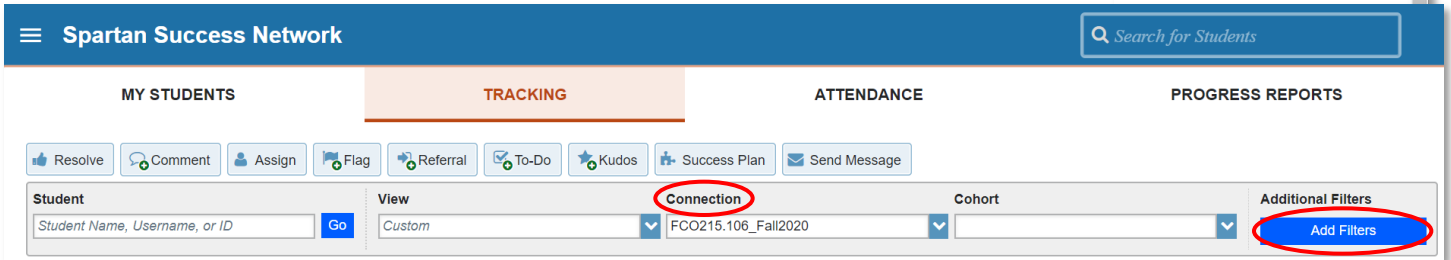 Spartan Success Network
Search for Students
MY STUDENTS TRACKING ATTENDANCE PROGRESS REPORTS
Resolve Comment Assign Flag Referral To-Do Kudos Success Plan Send Message
Student View Connection Cohort Additional Filters
Student Name, Username, or ID Go Custom FCO215.106_Fall2020 Add Filters